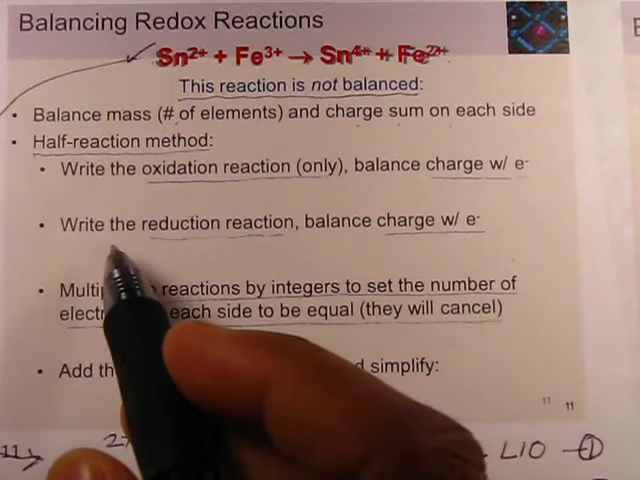 Balancing Redox Reactions
Sn²⁺ + Fe³⁺ → Sn⁴⁺ + Fe²⁺
This reaction is not balanced:
• Balance mass (# of elements) and charge sum on each side
• Half-reaction method:
• Write the oxidation reaction (only), balance charge w/ e⁻
• Write the reduction reaction, balance charge w/ e⁻
• reactions by integers to set the number of
each side to be equal (they will cancel)
• Add simplify:
11 11
L10